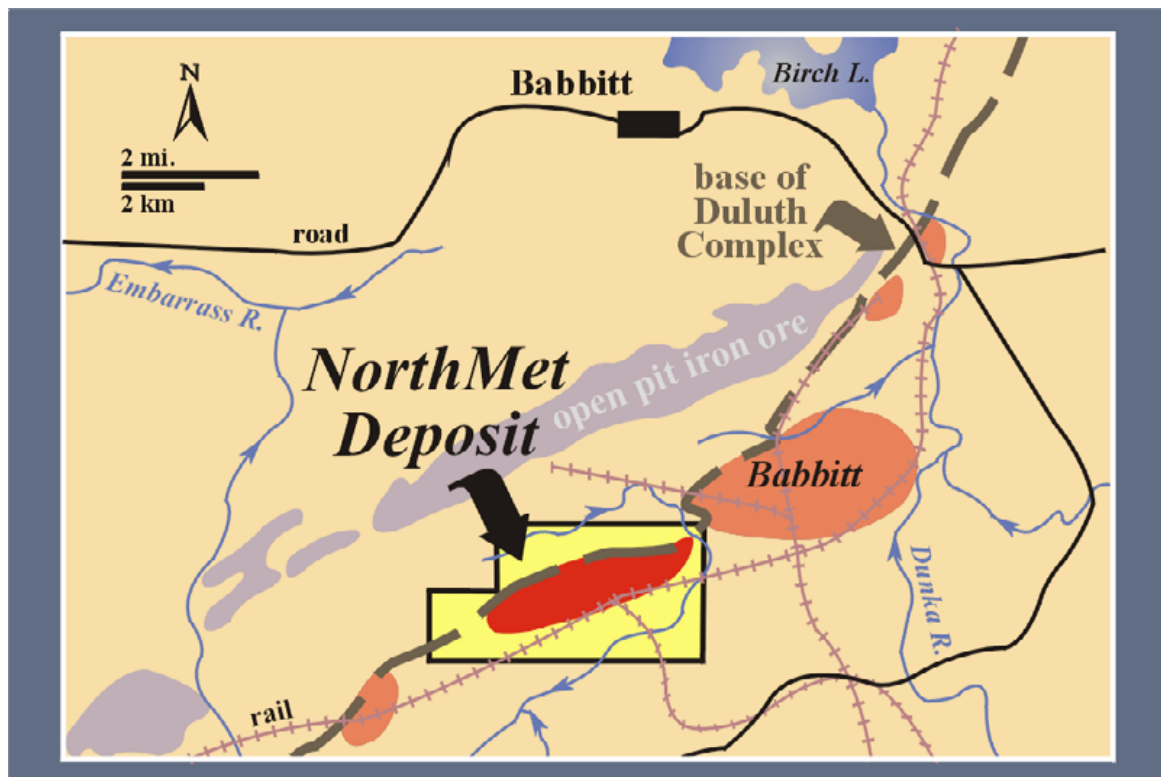 N
2 mi.
2 km
Babbitt
Birch L.
base of
Duluth
Complex
road
Embarrass R.
NorthMet
Deposit
open pit iron ore
Babbitt
Dunka R.
rail